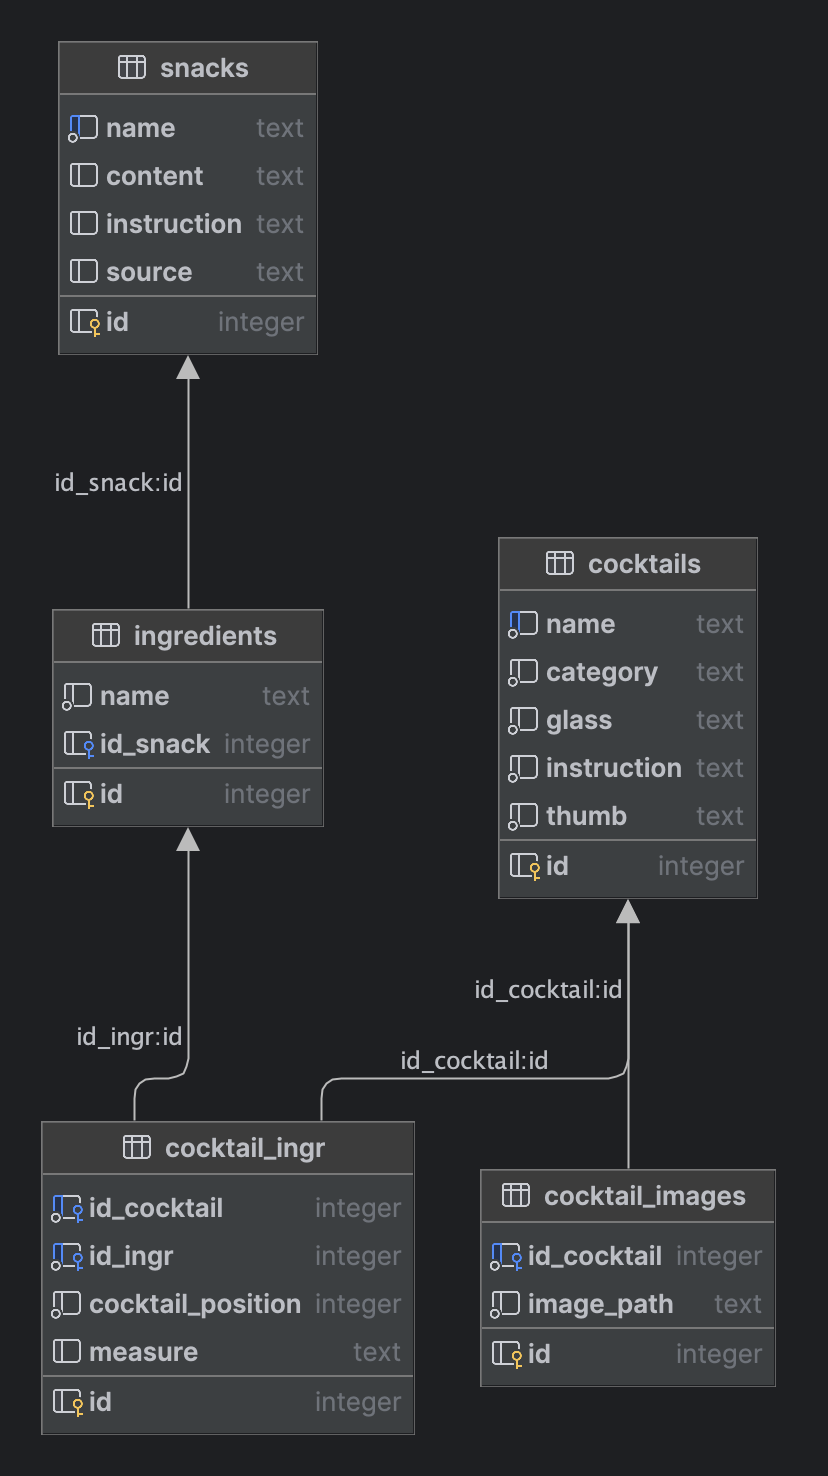 snacks
name text
content text
instruction text
source text
id integer
id_snack:id
ingredients
name text
id_snack integer
id integer
cocktails
name text
category text
glass text
instruction text
thumb text
id integer
id_cocktail:id
id_ingr:id
id_cocktail:id
cocktail_ingr
id_cocktail integer
id_ingr integer
cocktail_position integer
measure text
id integer
cocktail_images
id_cocktail integer
image_path text
id integer